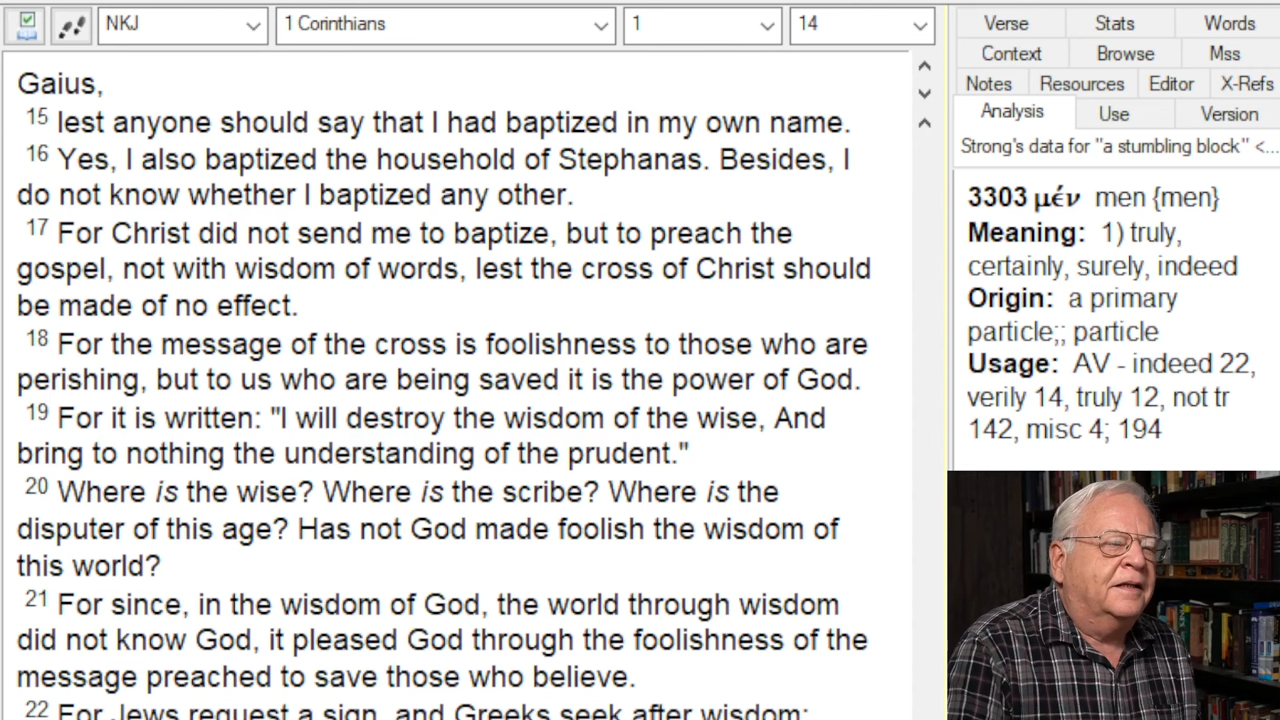 NKJ 1 Corinthians 1 14
Gaius,
15 lest anyone should say that I had baptized in my own name.
16 Yes, I also baptized the household of Stephanas. Besides, I
do not know whether I baptized any other.
17 For Christ did not send me to baptize, but to preach the
gospel, not with wisdom of words, lest the cross of Christ should
be made of no effect.
18 For the message of the cross is foolishness to those who are
perishing, but to us who are being saved it is the power of God.
19 For it is written: "I will destroy the wisdom of the wise, And
bring to nothing the understanding of the prudent."
20 Where is the wise? Where is the scribe? Where is the
disputer of this age? Has not God made foolish the wisdom of
this world?
21 For since, in the wisdom of God, the world through wisdom
did not know God, it pleased God through the foolishness of the
message preached to save those who believe.
22 For Jews request a sign, and Greeks seek after wisdom;
Verse Stats Words
Context Browse Mss
Notes Resources Editor X-Refs
Analysis Use Version
Strong's data for "a stumbling block" <...
3303 μέν men {men}
Meaning: 1) truly,
certainly, surely, indeed
Origin: a primary
particle;; particle
Usage: AV - indeed 22,
verily 14, truly 12, not tr
142, misc 4; 194